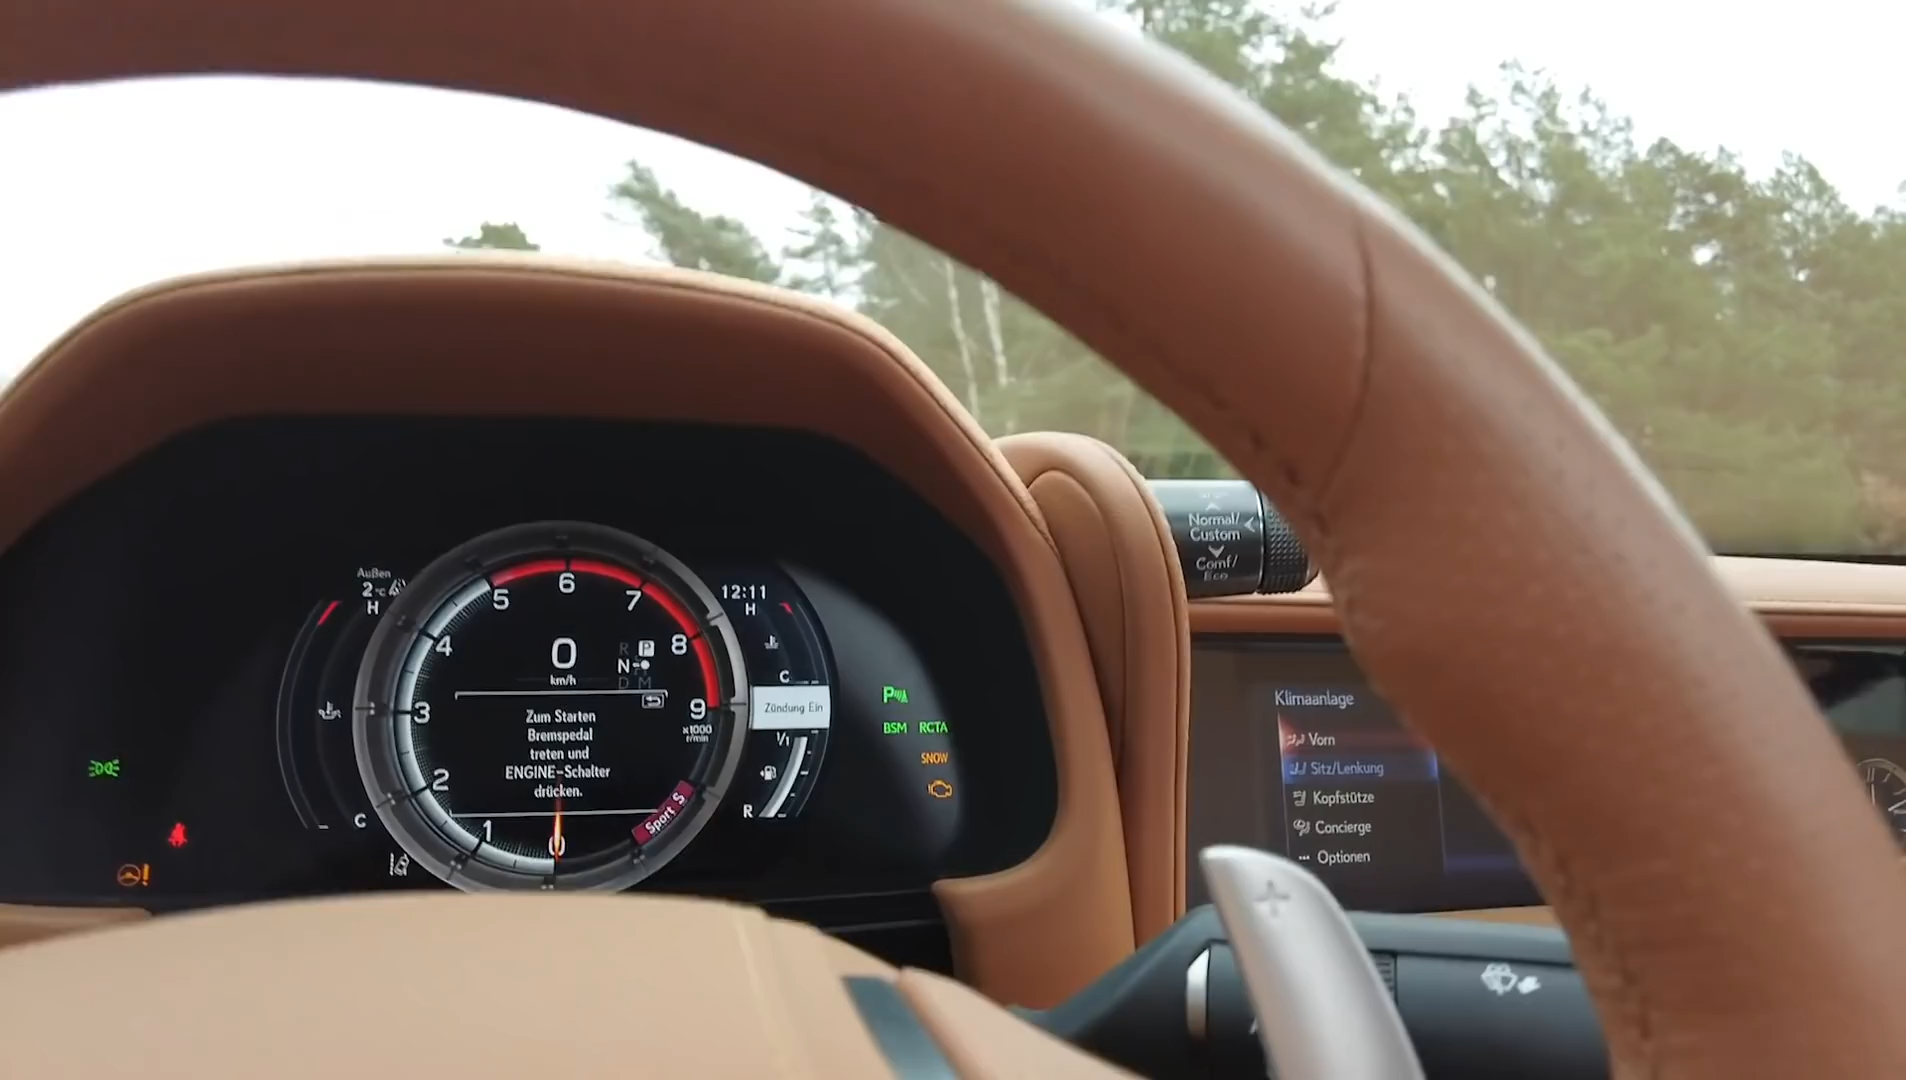 Normal/
Custom
Comf/
Eco
Außen
2°C
H
C
12:11
H
C
Zündung Ein
1/1
R
0
1
2
3
4
5
6
7
8
9
x1000
r/min
0
km/h
R
P
N
D
M
Zum Starten
Bremspedal
treten und
ENGINE-Schalter
drücken.
Sport S
P
BSM RCTA
SNOW
Klimaanlage
Vorn
Sitz/Lenkung
Kopfstütze
Concierge
Optionen
+